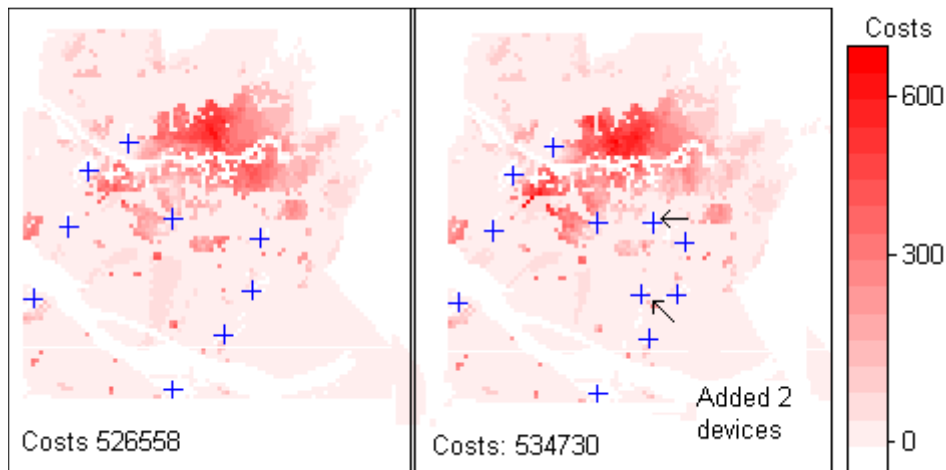 Costs
600
300
0
Costs 526558
Costs: 534730
Added 2
devices